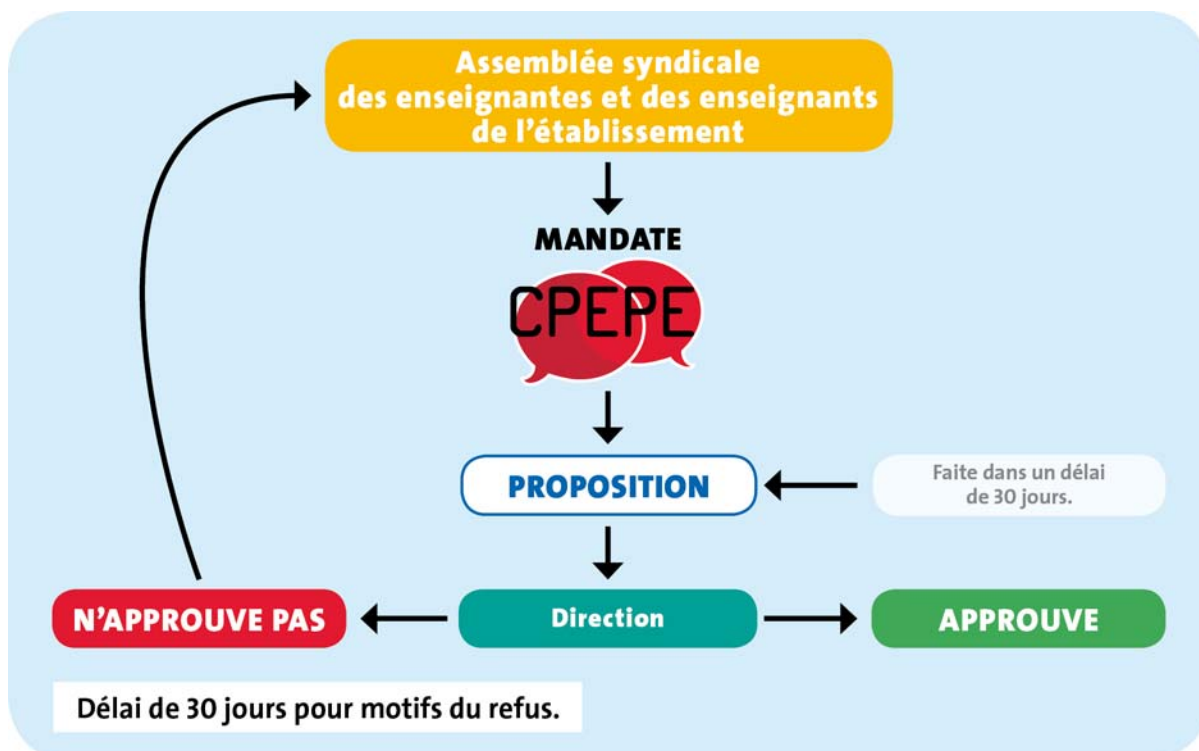 Assemblée syndicale
des enseignantes et des enseignants
de l'établissement
MANDATE
CPEPE
PROPOSITION
Faite dans un délai
de 30 jours.
N'APPROUVE PAS
Direction
APPROUVE
Délai de 30 jours pour motifs du refus.